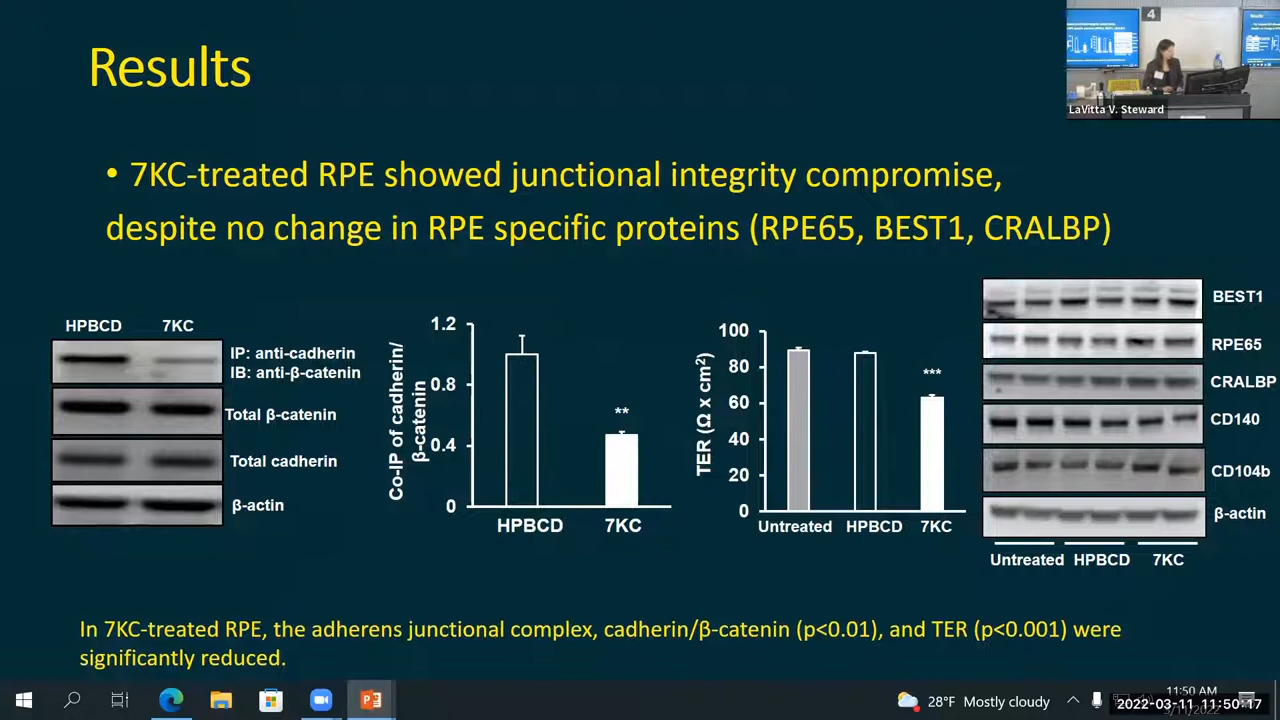 Results
4
LaVitta V. Steward
• 7KC-treated RPE showed junctional integrity compromise,
despite no change in RPE specific proteins (RPE65, BEST1, CRALBP)
HPBCD 7KC
IP: anti-cadherin
IB: anti-β-catenin
Total β-catenin
Total cadherin
β-actin
Co-IP of cadherin/
β-catenin
1.2
0.8
0.4
0
**
HPBCD 7KC
TER (Ω x cm²)
100
80
60
40
20
0
***
Untreated HPBCD 7KC
BEST1
RPE65
CRALBP
CD140
CD104b
β-actin
Untreated HPBCD 7KC
In 7KC-treated RPE, the adherens junctional complex, cadherin/β-catenin (p<0.01), and TER (p<0.001) were
significantly reduced.
28°F Mostly cloudy
11:50 AM
2022-03-11 11:50:17